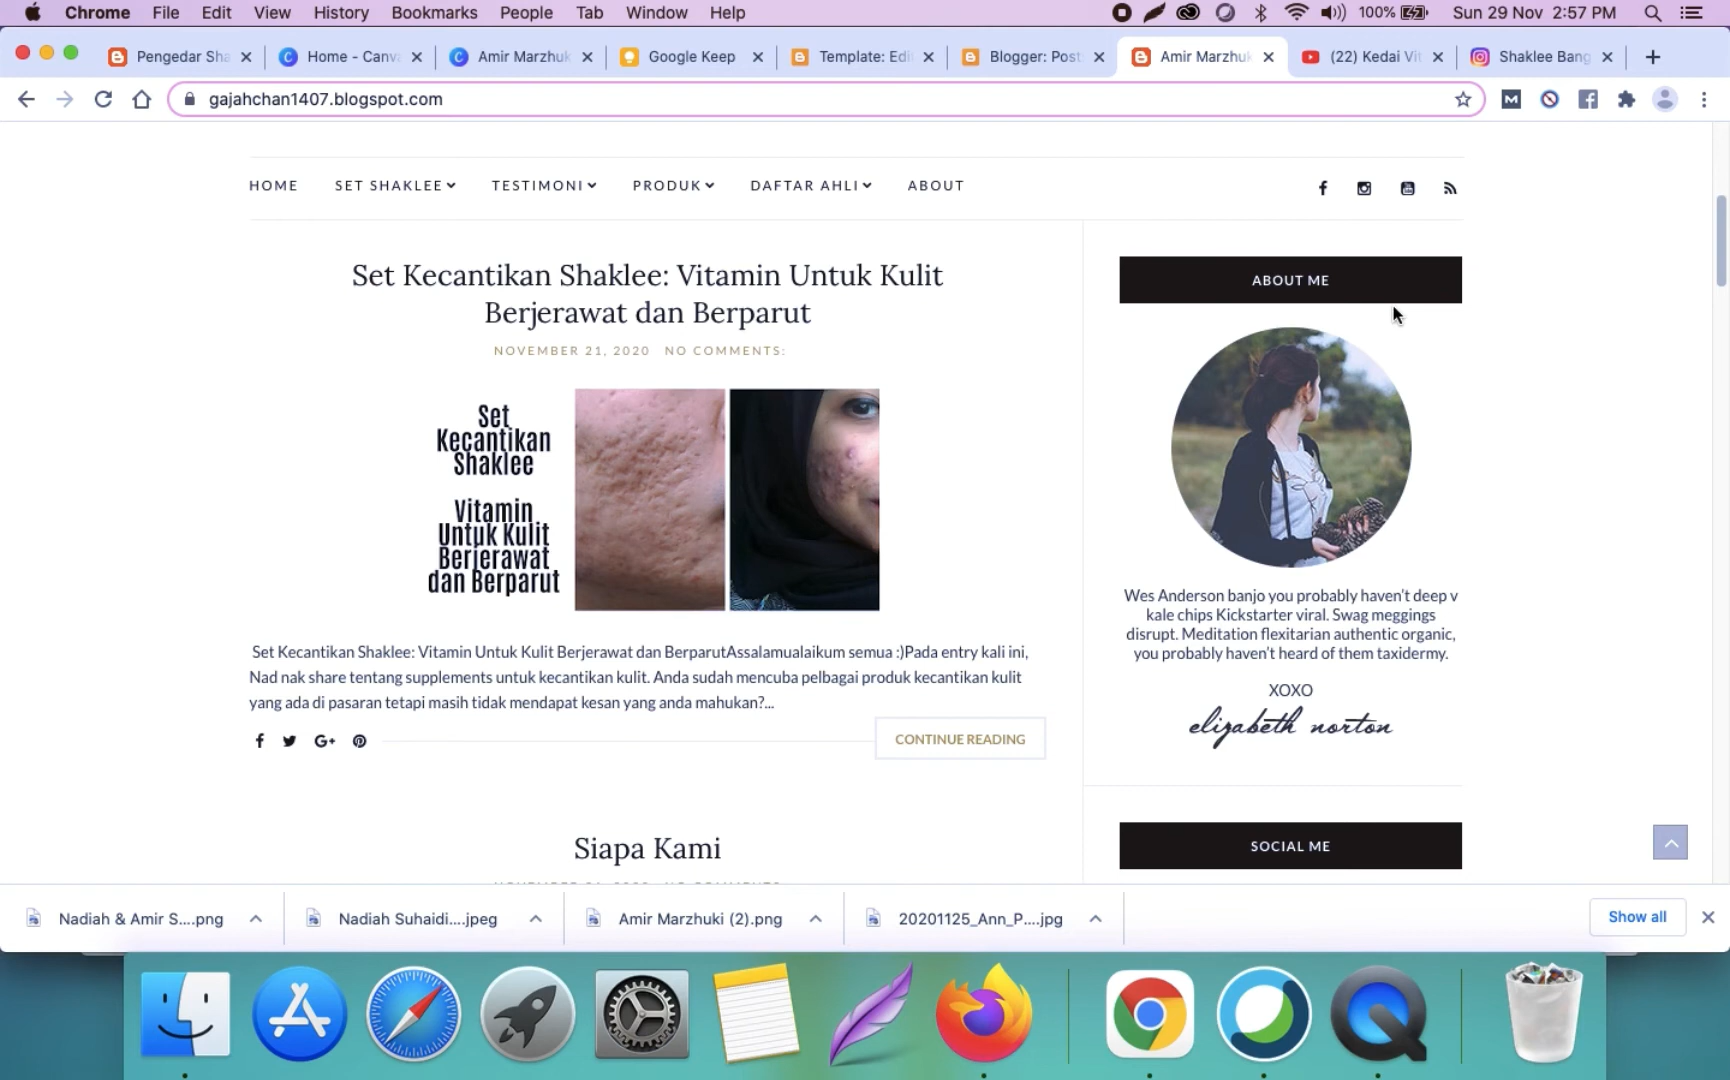 Chrome File Edit View History Bookmarks People Tab Window Help 100% Sun 29 Nov 2:57 PM
Pengedar Sha Home - Canva Amir Marzhuk Google Keep Template: Edi Blogger: Post Amir Marzhuk (22) Kedai Vit Shaklee Bang
gajahchan1407.blogspot.com
HOME SET SHAKLEE TESTIMONI PRODUK DAFTAR AHLI ABOUT
Set Kecantikan Shaklee: Vitamin Untuk Kulit
Berjerawat dan Berparut
NOVEMBER 21, 2020 NO COMMENTS:
Set
Kecantikan
Shaklee
Vitamin
Untuk Kulit
Berjerawat
dan Berparut
Set Kecantikan Shaklee: Vitamin Untuk Kulit Berjerawat dan BerparutAssalamualaikum semua :)Pada entry kali ini,
Nad nak share tentang supplements untuk kecantikan kulit. Anda sudah mencuba pelbagai produk kecantikan kulit
yang ada di pasaran tetapi masih tidak mendapat kesan yang anda mahukan?...
G+
CONTINUE READING
Siapa Kami
ABOUT ME
Wes Anderson banjo you probably haven't deep v
kale chips Kickstarter viral. Swag meggings
disrupt. Meditation flexitarian authentic organic,
you probably haven't heard of them taxidermy.
XOXO
elizabeth norton
SOCIAL ME
Nadiah & Amir S....png Nadiah Suhaidi....jpeg Amir Marzhuki (2).png 20201125_Ann_P....jpg Show all